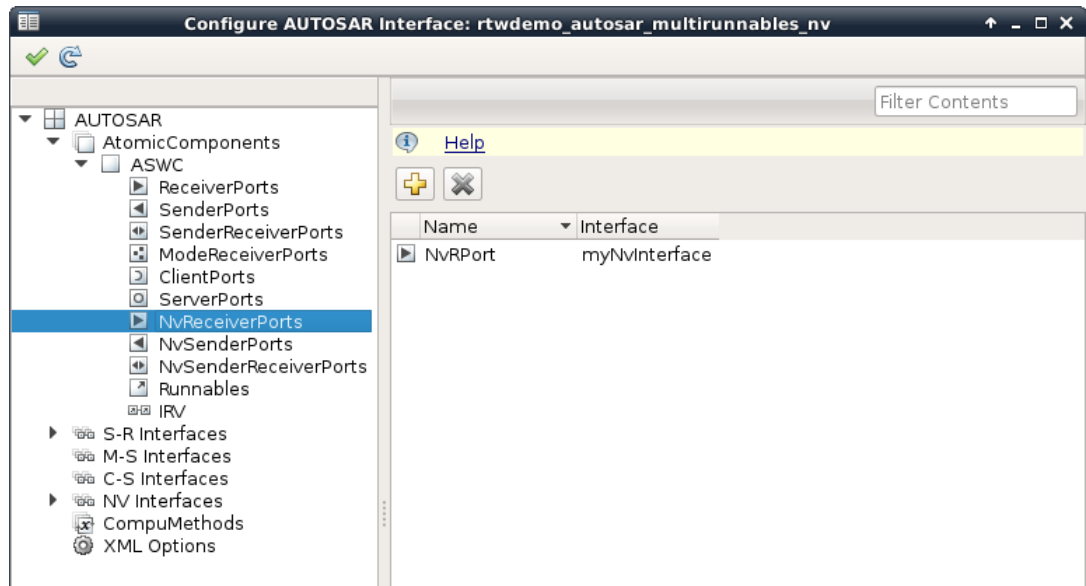 Configure AUTOSAR Interface: rtwdemo_autosar_multirunnables_nv
Filter Contents
AUTOSAR
AtomicComponents
ASWC
ReceiverPorts
SenderPorts
SenderReceiverPorts
ModeReceiverPorts
ClientPorts
ServerPorts
NvReceiverPorts
NvSenderPorts
NvSenderReceiverPorts
Runnables
IRV
S-R Interfaces
M-S Interfaces
C-S Interfaces
NV Interfaces
CompuMethods
XML Options
Help
Name Interface
NvRPort myNvInterface